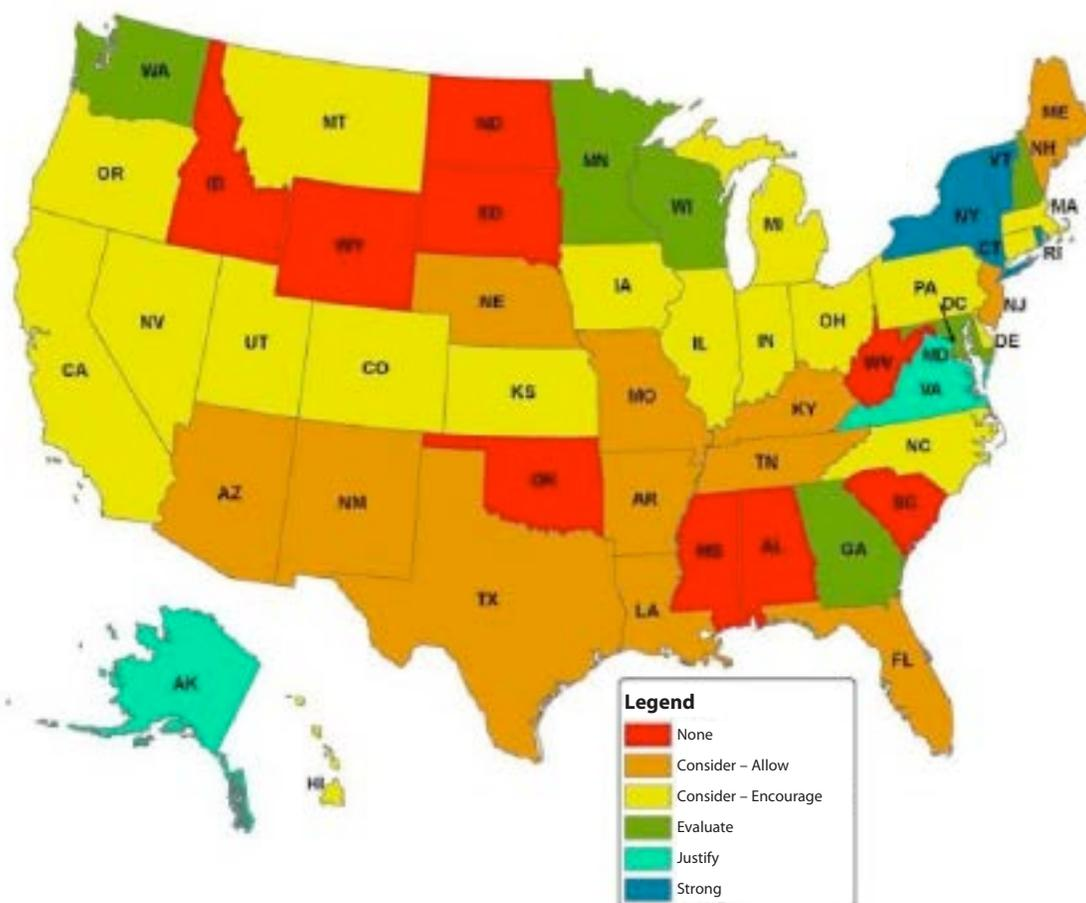 WA
MT
ND
MN
ME
VT
NH
OR
ID
SD
WI
MI
NY
MA
WY
CT
RI
IA
NE
PA
DC
NJ
NV
UT
CO
IL
IN
OH
DE
CA
KS
MO
WV
MD
VA
KY
NC
AZ
NM
OK
AR
TN
SC
MS
AL
GA
TX
LA
FL
AK
HI
Legend
None
Consider – Allow
Consider – Encourage
Evaluate
Justify
Strong